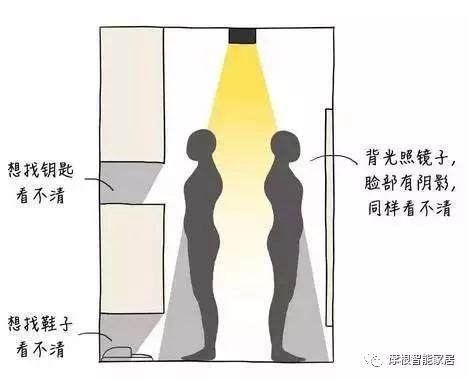 想找钥匙
看不清
背光照镜子,
脸部有阴影,
同样看不清
想找鞋子
看不清
摩根智能家居